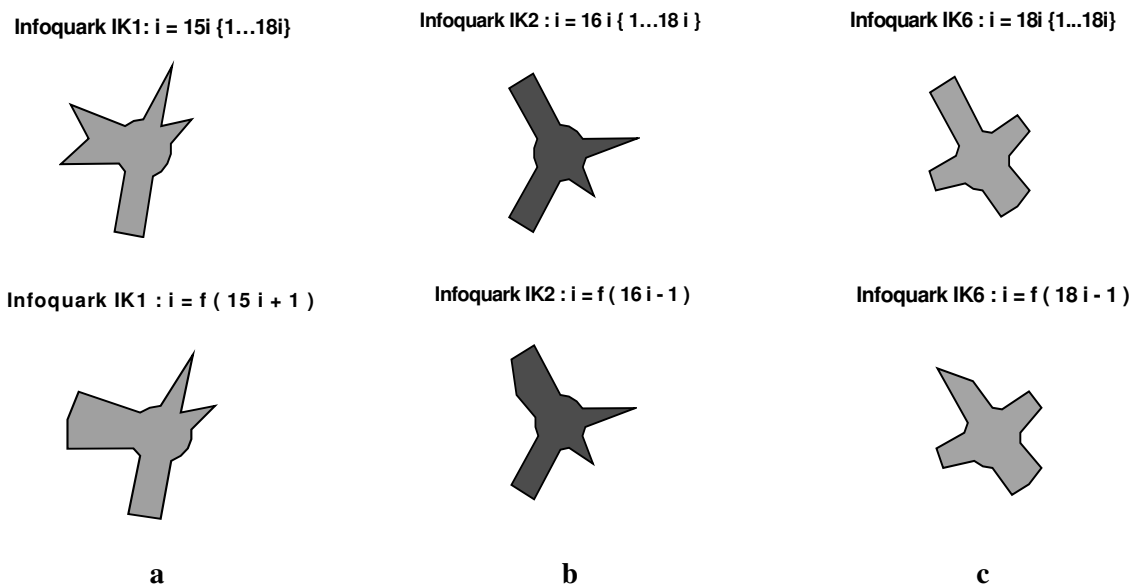 Infoquark IK1: i = 15i {1…18i}
Infoquark IK2 : i = 16 i { 1…18 i }
Infoquark IK6 : i = 18i {1...18i}
Infoquark IK1 : i = f ( 15 i + 1 )
Infoquark IK2 : i = f ( 16 i - 1 )
Infoquark IK6 : i = f ( 18 i - 1 )
a
b
c